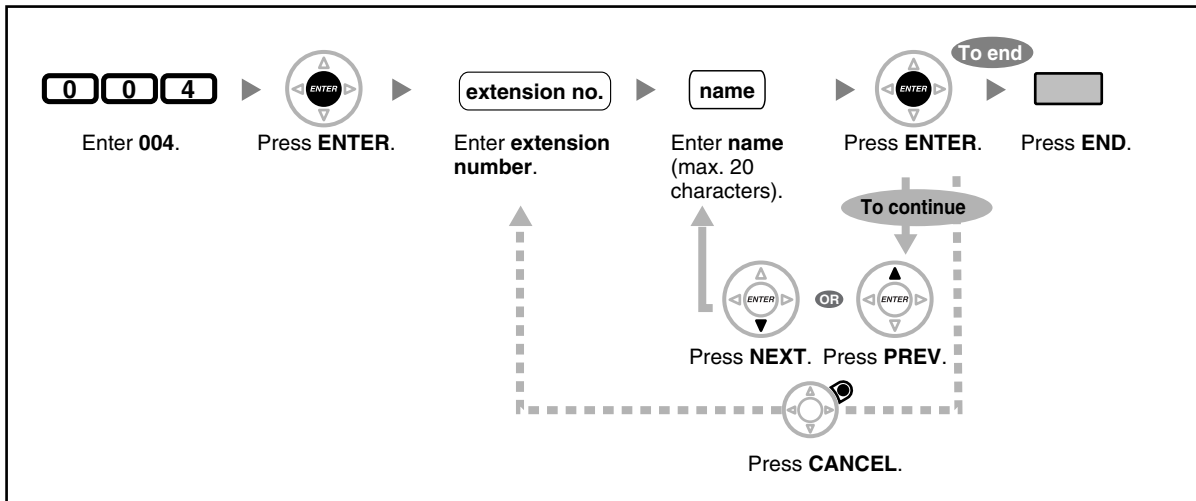 To end
0 0 4
ENTER
extension no.
name
ENTER
Enter 004.
Press ENTER.
Enter extension
number.
Enter name
(max. 20
characters).
Press ENTER.
Press END.
To continue
ENTER
OR
ENTER
Press NEXT.
Press PREV.
Press CANCEL.